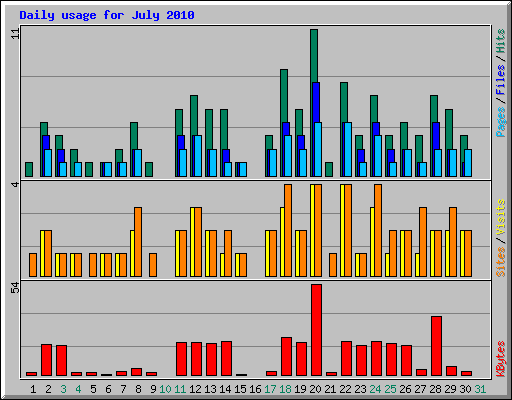 Daily usage for July 2010
11
Pages / Files / Hits
4
Sites / Visits
54
KBytes
1 2 3 4 5 6 7 8 9 10 11 12 13 14 15 16 17 18 19 20 21 22 23 24 25 26 27 28 29 30 31